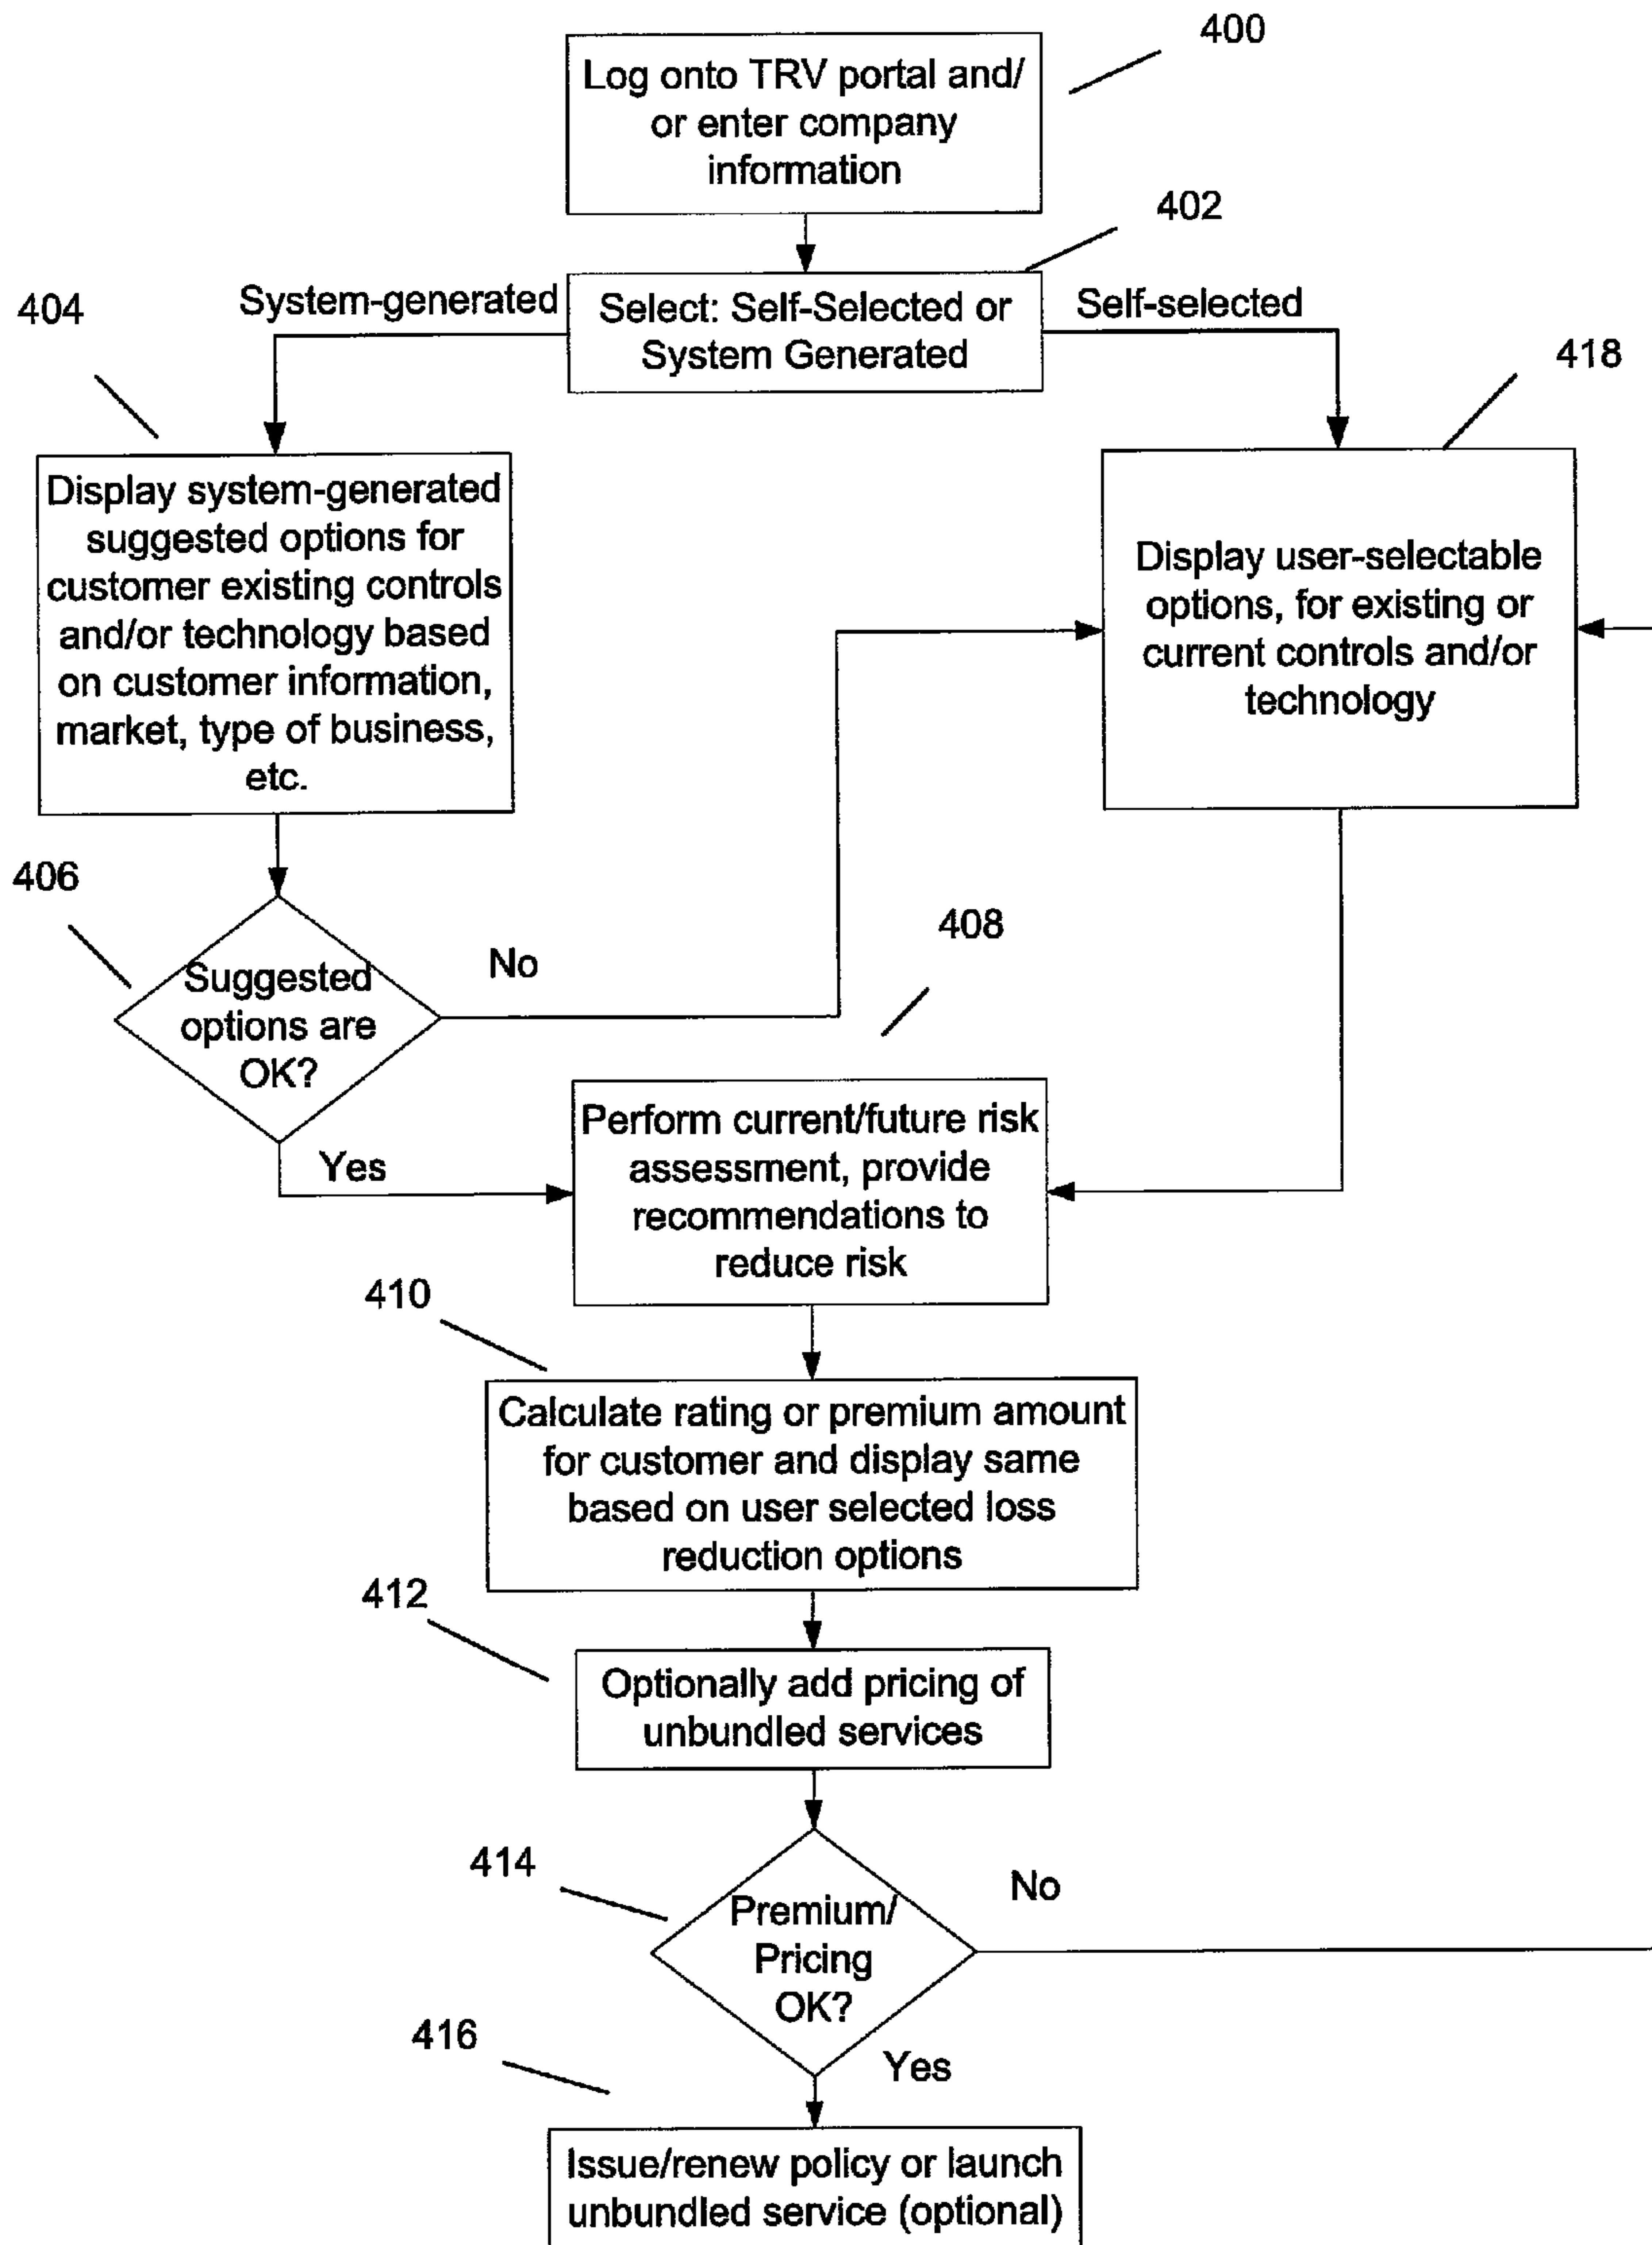 400
Log onto TRV portal and/
or enter company
information
402
System-generated
Select: Self-Selected or
System Generated
Self-selected
404
418
Display system-generated
suggested options for
customer existing controls
and/or technology based
on customer information,
market, type of business,
etc.
Display user-selectable
options, for existing or
current controls and/or
technology
406
Suggested
options are
OK?
No
Yes
408
Perform current/future risk
assessment, provide
recommendations to
reduce risk
410
Calculate rating or premium amount
for customer and display same
based on user selected loss
reduction options
412
Optionally add pricing of
unbundled services
414
Premium/
Pricing
OK?
No
Yes
416
Issue/renew policy or launch
unbundled service (optional)